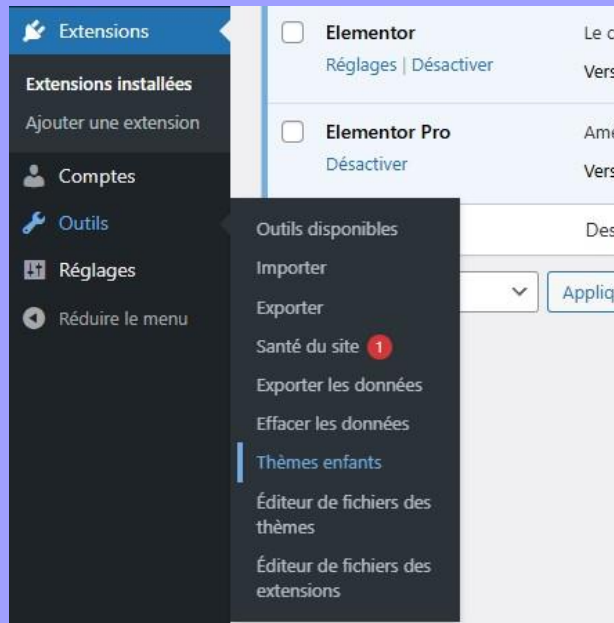 Extensions
Extensions installées
Ajouter une extension
Comptes
Outils
Réglages
Réduire le menu
Elementor
Réglages | Désactiver
Le
Elementor Pro
Désactiver
Outils disponibles
Importer
Exporter
Santé du site 1
Exporter les données
Effacer les données
Thèmes enfants
Éditeur de fichiers des
thèmes
Éditeur de fichiers des
extensions